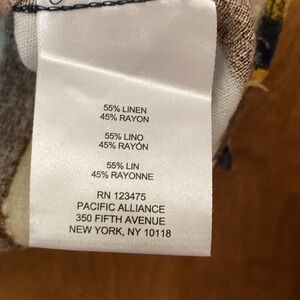 55% LINEN
45% RAYON
55% LINO
45% RAYÓN
55% LIN
45% RAYONNE
RN 123475
PACIFIC ALLIANCE
350 FIFTH AVENUE
NEW YORK, NY 10118